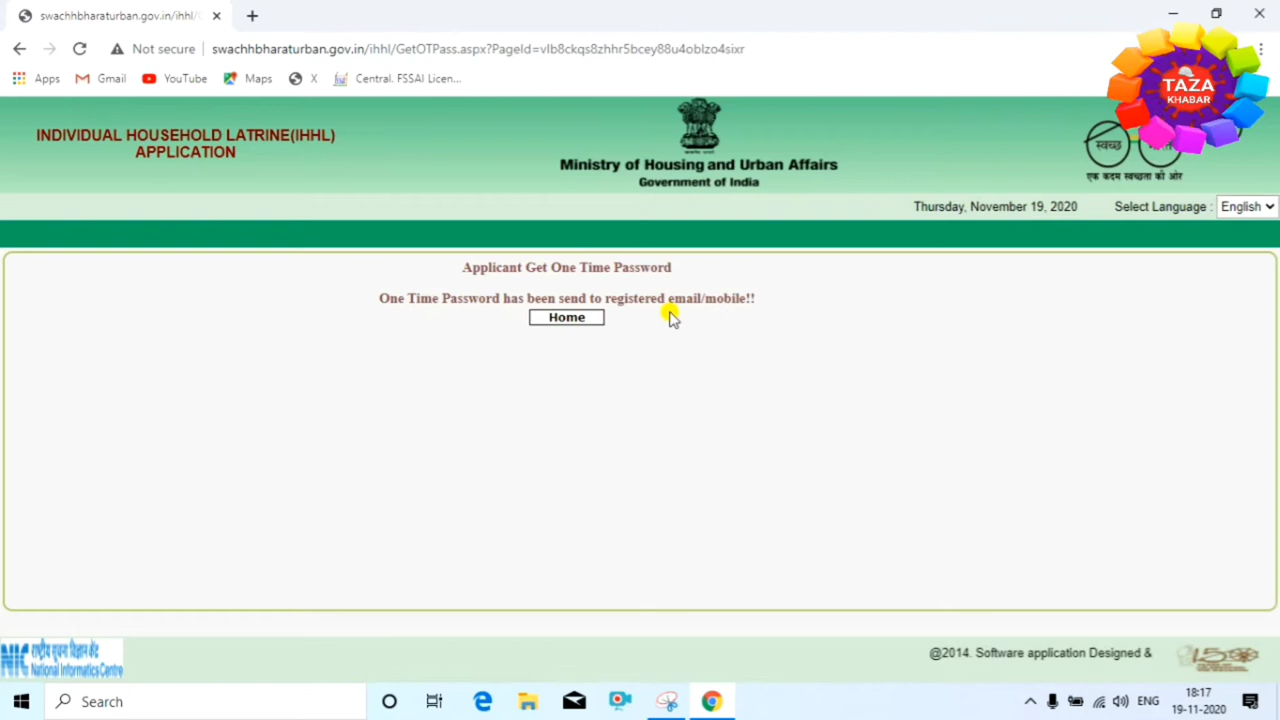 swachhbharaturban.gov.in/ihhl/
Not secure
swachhbharaturban.gov.in/ihhl/GetOTPass.aspx?PageId=vlb8ckqs8zhhr5bcey88u4oblzo4sixr
Apps Gmail YouTube Maps X Central. FSSAI Licen...
TAZA
KHABAR
INDIVIDUAL HOUSEHOLD LATRINE(IHHL)
APPLICATION
Ministry of Housing and Urban Affairs
Government of India
स्वच्छ
एक कदम स्वच्छता की ओर
Thursday, November 19, 2020 Select Language : English
Applicant Get One Time Password
One Time Password has been send to registered email/mobile!!
Home
NIC
National Informatics Centre
@2014. Software application Designed &
150
Search
ENG
18:17
19-11-2020